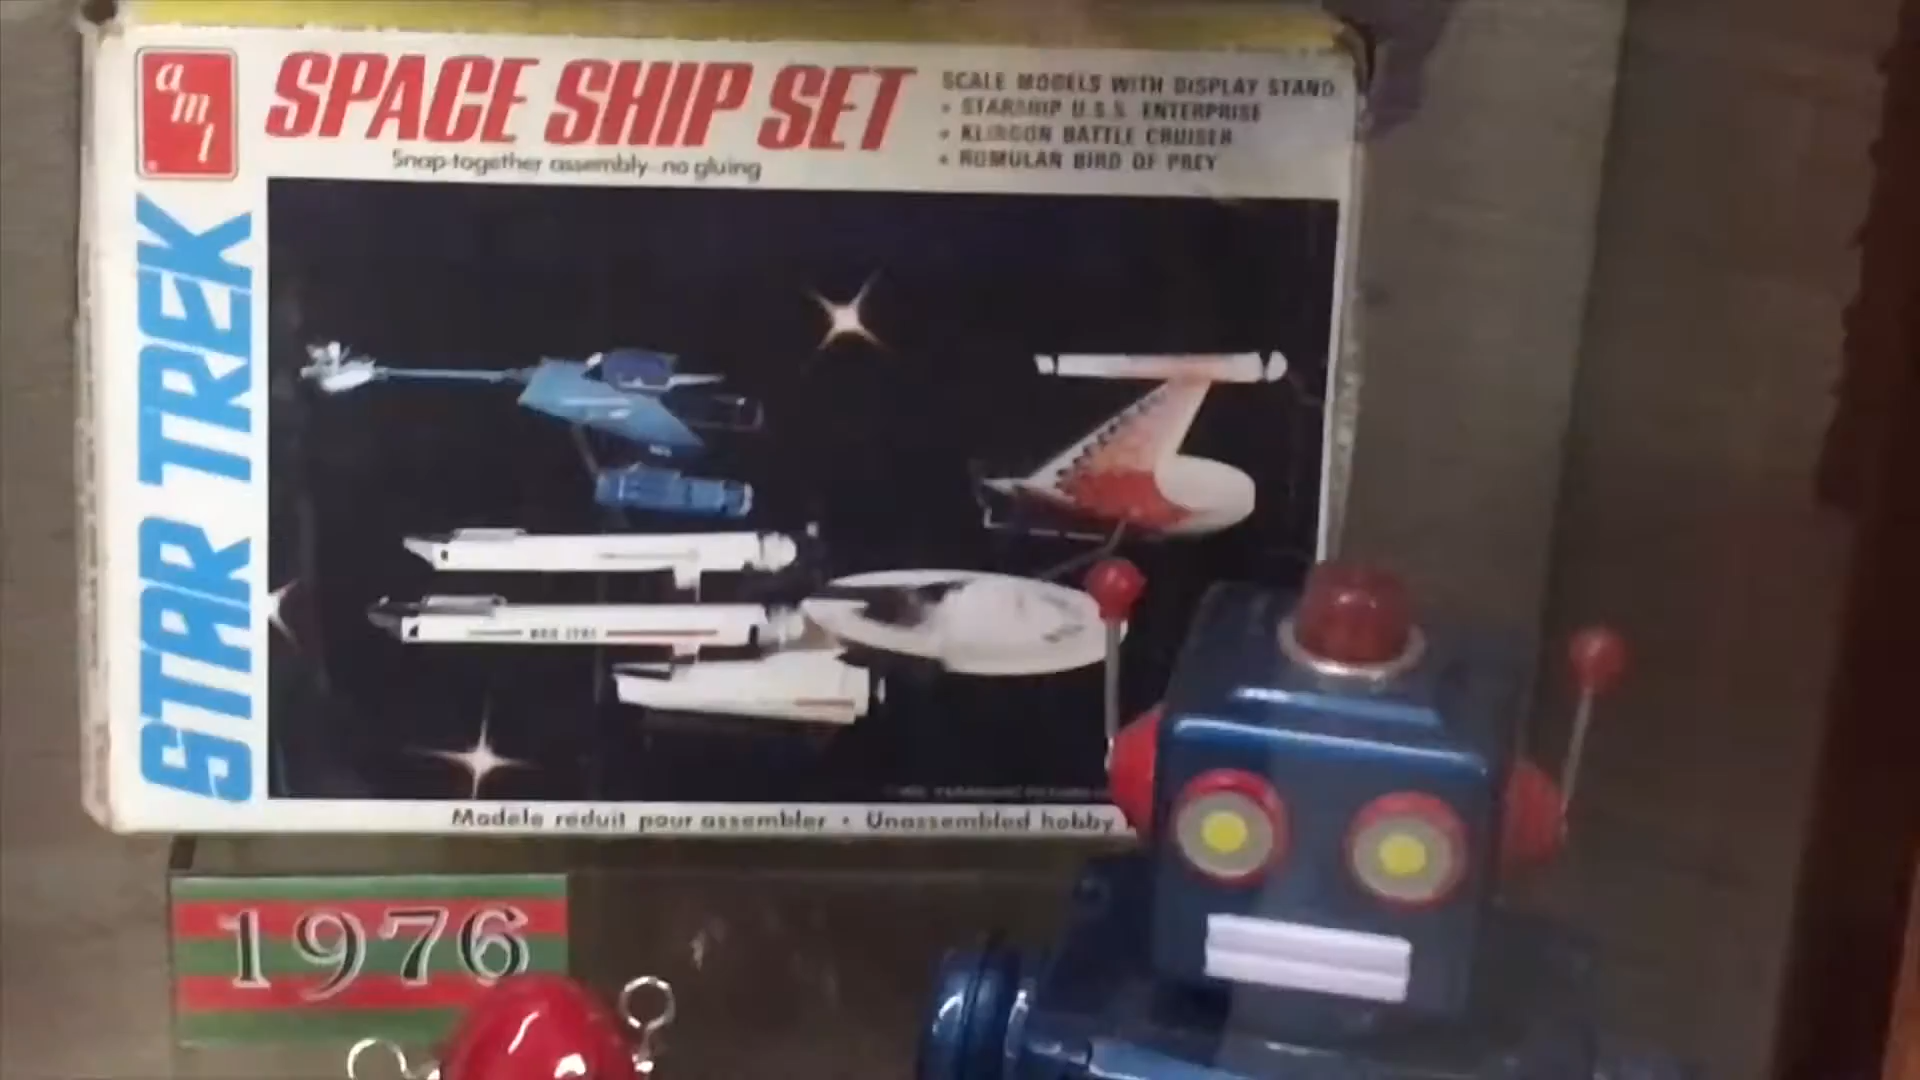 amt
SPACE SHIP SET
Snap-together assembly-no gluing
SCALE MODELS WITH DISPLAY STAND
• STARSHIP U.S.S. ENTERPRISE
• KLINGON BATTLE CRUISER
• ROMULAN BIRD OF PREY
STAR TREK
Modele réduit pour assembler • Unassembled hobby
1976